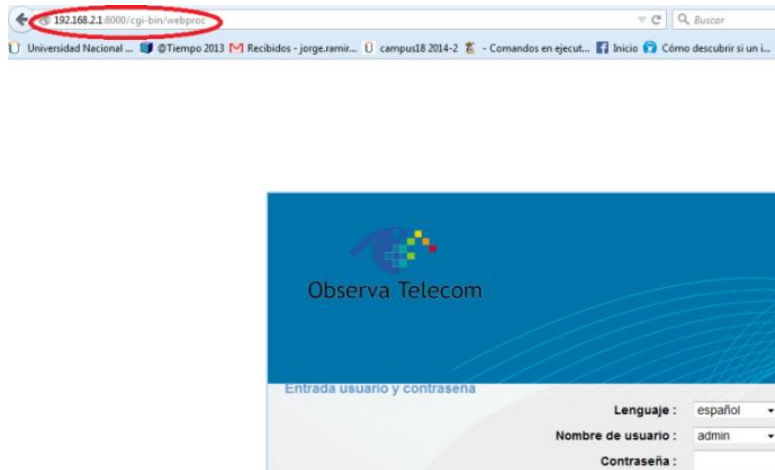 192.168.2.1:8000/cgi-bin/webproc
Buscar
Universidad Nacional ... @Tiempo 2013 Recibidos - jorge.ramir... campus18 2014-2 - Comandos en ejecut... Inicio Cómo descubrir si un i...
Observa Telecom
Entrada usuario y contraseña
Lenguaje : español
Nombre de usuario : admin
Contraseña :